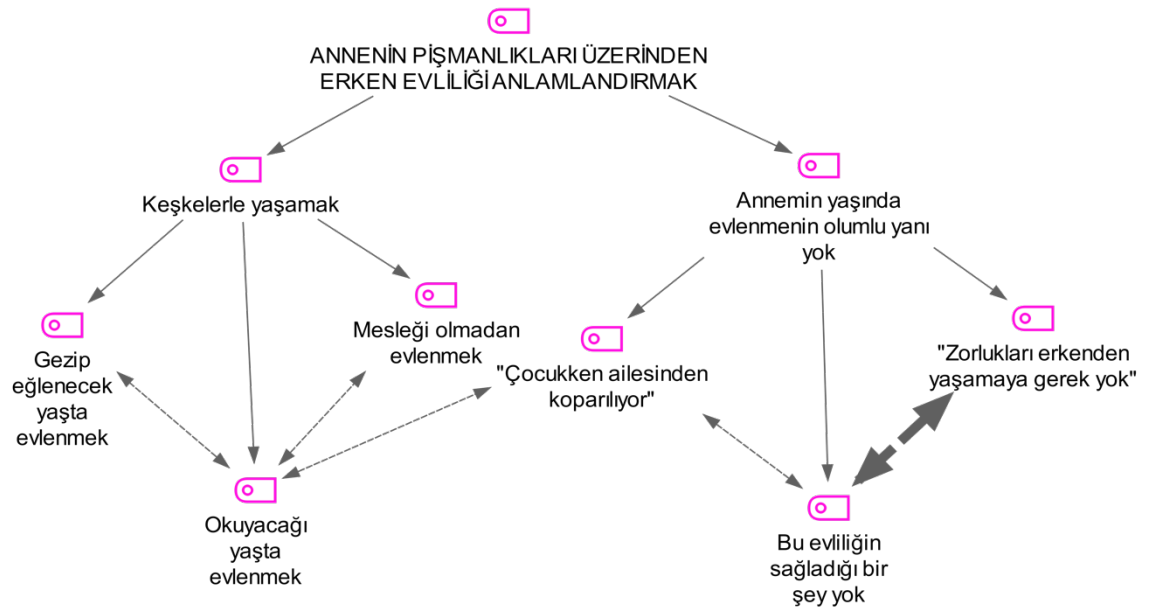 ANNENİN PİŞMANLIKLARI ÜZERİNDEN
ERKEN EVLİLİĞİ ANLAMLANDIRMAK
Keşkelerle yaşamak
Annemin yaşında
evlenmenin olumlu yanı
yok
Gezip
eğlenecek
yaşta
evlenmek
Mesleği olmadan
evlenmek
"Çocukken ailesinden
koparılıyor"
"Zorlukları erkenden
yaşamaya gerek yok"
Okuyacağı
yaşta
evlenmek
Bu evliliğin
sağladığı bir
şey yok